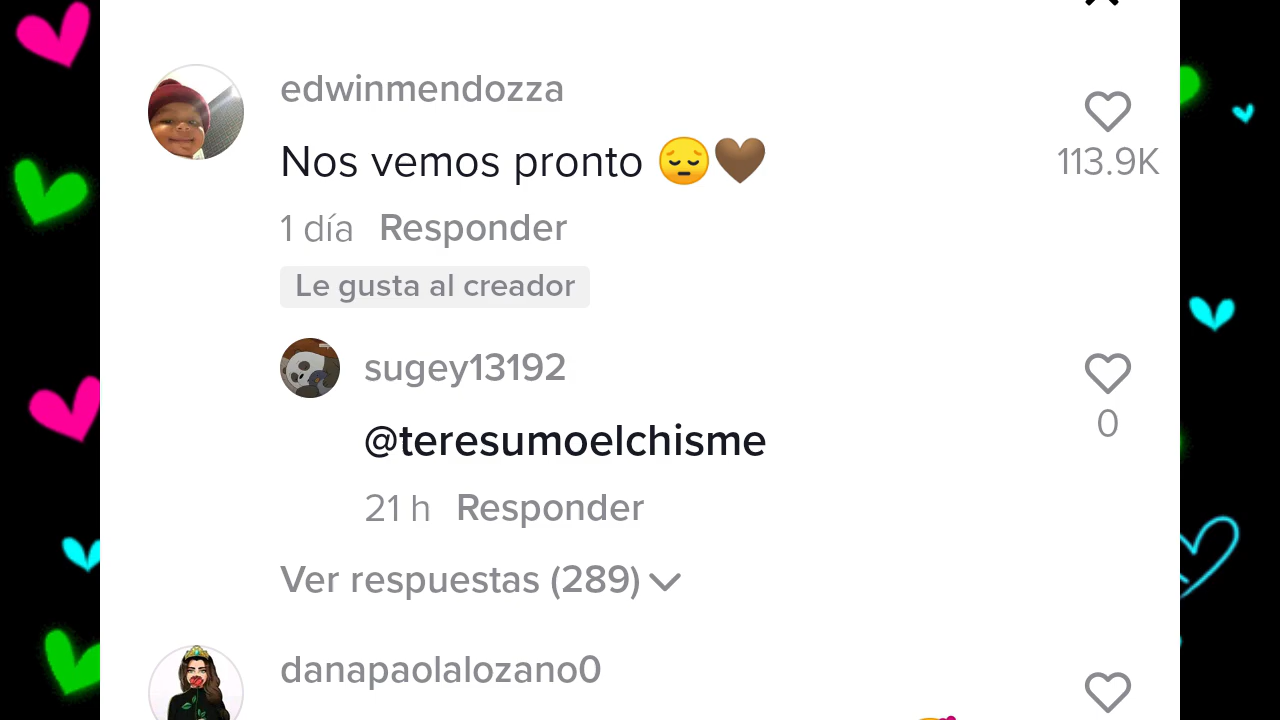 edwinmendozza
Nos vemos pronto 😔🤎
113.9K
1 día Responder
Le gusta al creador
sugey13192
@teresumoelchisme
0
21 h Responder
Ver respuestas (289)
danapaolalozano0